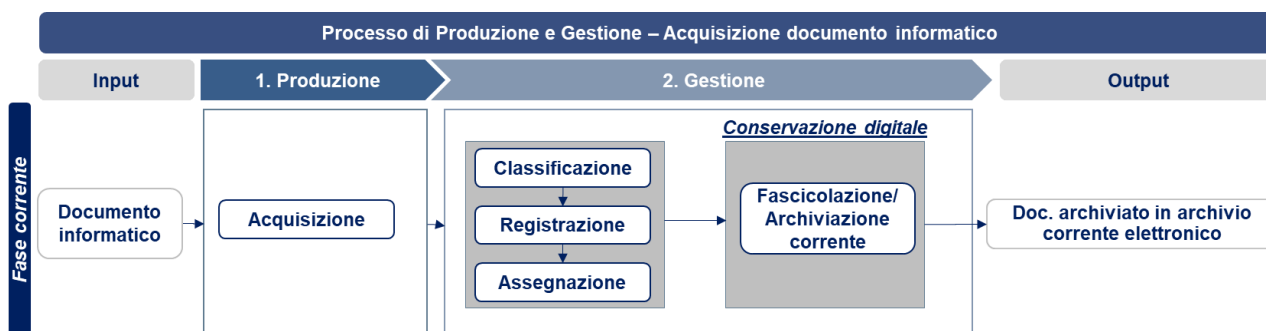 Processo di Produzione e Gestione – Acquisizione documento informatico
Input
1. Produzione
2. Gestione
Output
Fase corrente
Documento
informatico
Acquisizione
Classificazione
Registrazione
Assegnazione
Conservazione digitale
Fascicolazione/
Archiviazione
corrente
Doc. archiviato in archivio
corrente elettronico